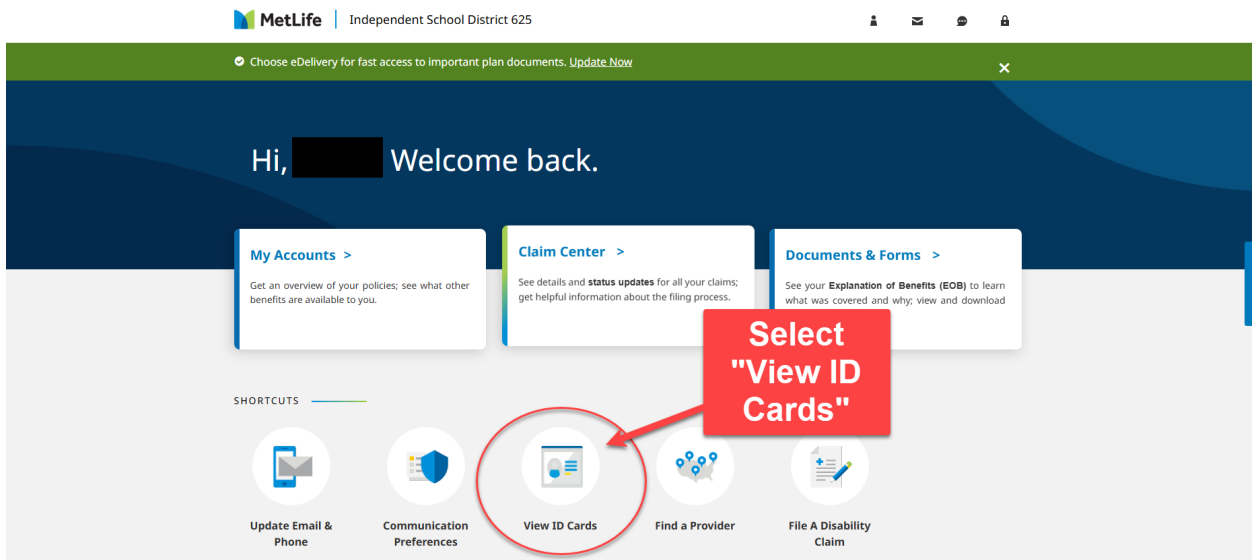 MetLife
Independent School District 625
Choose eDelivery for fast access to important plan documents. Update Now
Hi,
Welcome back.
My Accounts >
Get an overview of your policies; see what other
benefits are available to you.
Claim Center >
See details and status updates for all your claims;
get helpful information about the filing process.
Documents & Forms >
See your Explanation of Benefits (EOB) to learn
what was covered and why; view and download
Select
"View ID
Cards"
SHORTCUTS
Update Email &
Phone
Communication
Preferences
View ID Cards
Find a Provider
File A Disability
Claim